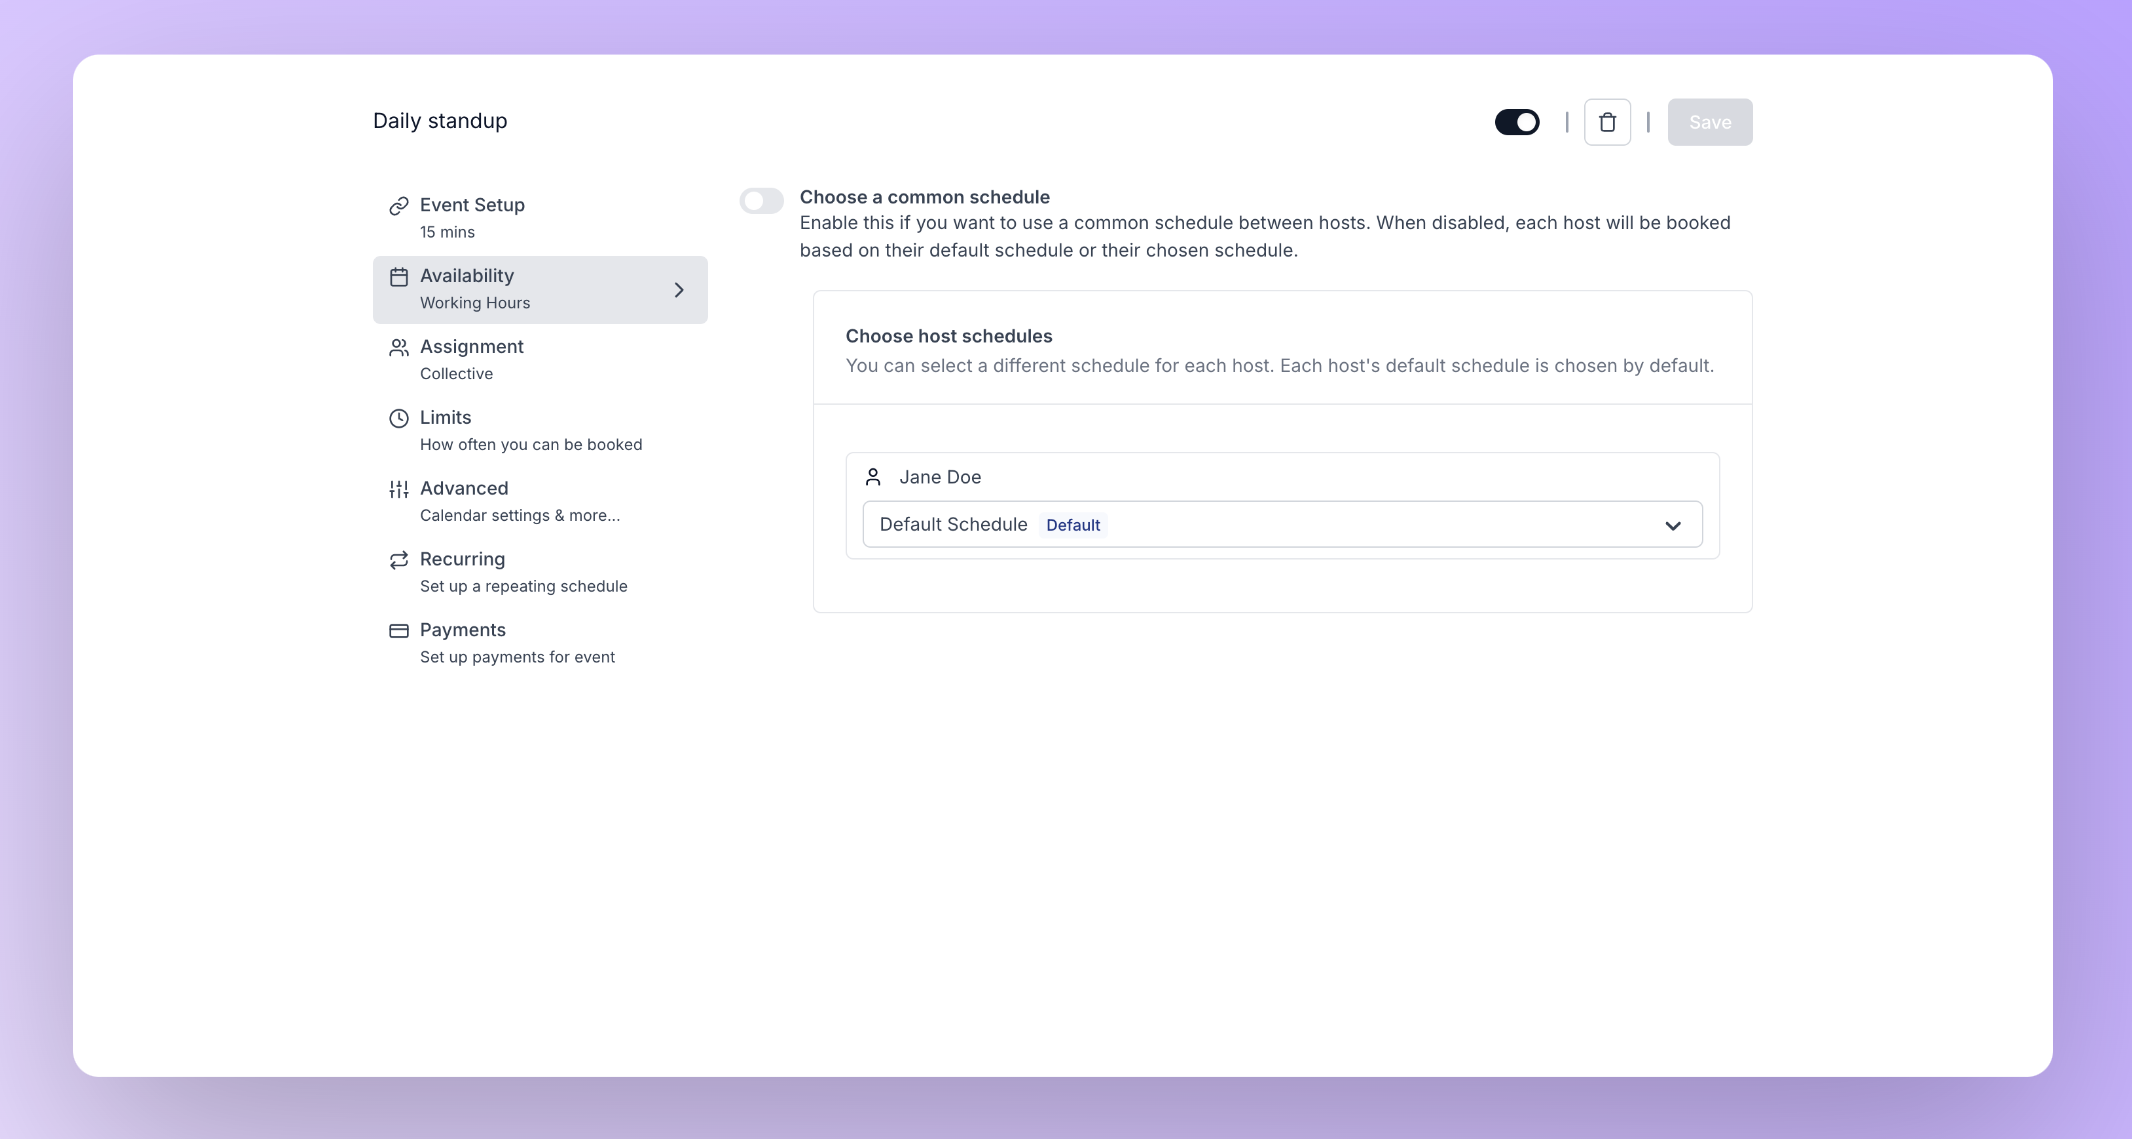 Daily standup
Save
Event Setup
15 mins
Availability
Working Hours
Assignment
Collective
Limits
How often you can be booked
Advanced
Calendar settings & more...
Recurring
Set up a repeating schedule
Payments
Set up payments for event
Choose a common schedule
Enable this if you want to use a common schedule between hosts. When disabled, each host will be booked
based on their default schedule or their chosen schedule.
Choose host schedules
You can select a different schedule for each host. Each host's default schedule is chosen by default.
Jane Doe
Default Schedule Default